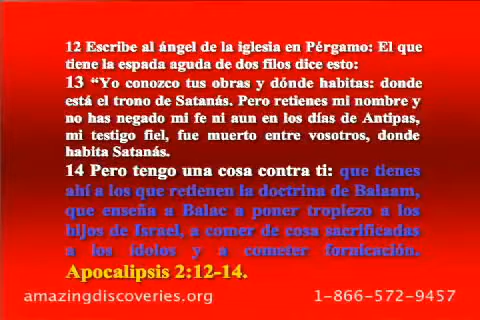 12 Escribe al ángel de la iglesia en Pérgamo: El que
tiene la espada aguda de dos filos dice esto:
13 “Yo conozco tus obras y dónde habitas: donde
está el trono de Satanás. Pero retienes mi nombre y
no has negado mi fe ni aun en los días de Antipas,
mi testigo fiel, fue muerto entre vosotros, donde
habita Satanás.
14 Pero tengo una cosa contra ti: que tienes
ahí a los que retienen la doctrina de Balaam,
que enseña a Balac a poner tropiezo a los
hijos de Israel, a comer de cosa sacrificadas
a los ídolos y a cometer fornicación.
Apocalipsis 2:12-14.
amazingdiscoveries.org 1-866-572-9457